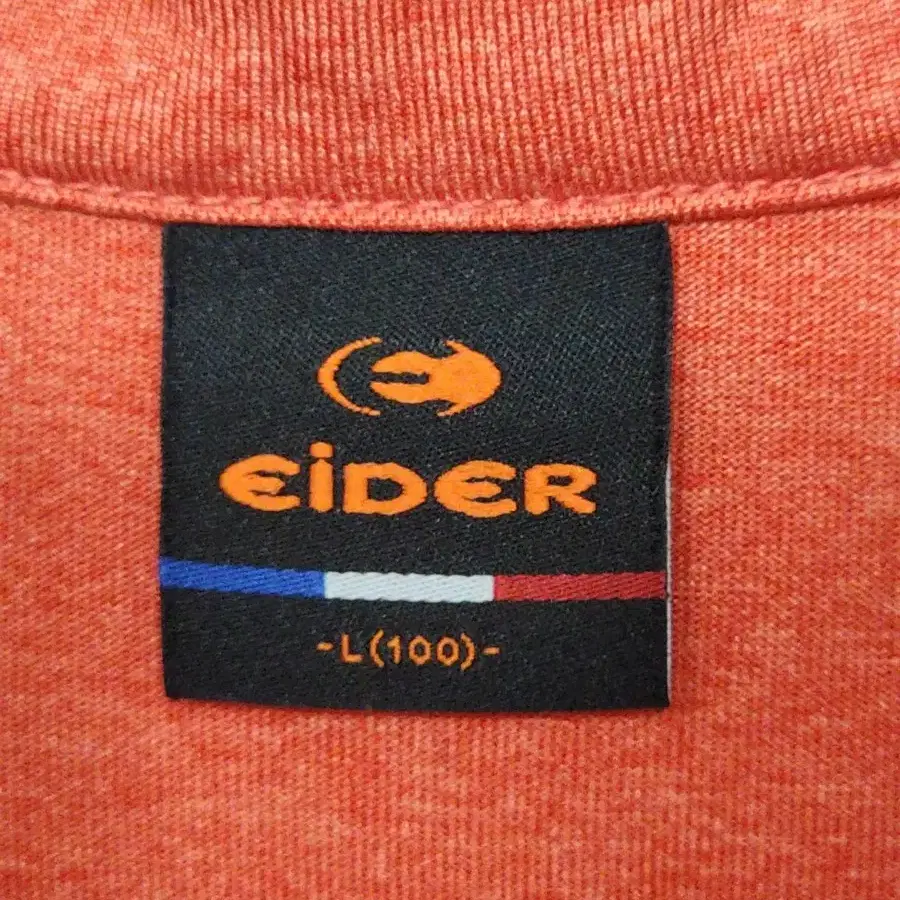 EiDER
-L(100)-